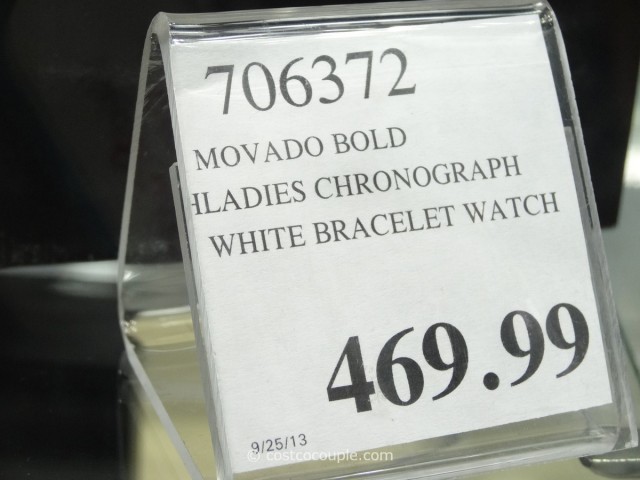 706372
MOVADO BOLD
LADIES CHRONOGRAPH
WHITE BRACELET WATCH
469.99
9/25/13
© costcocouple.com